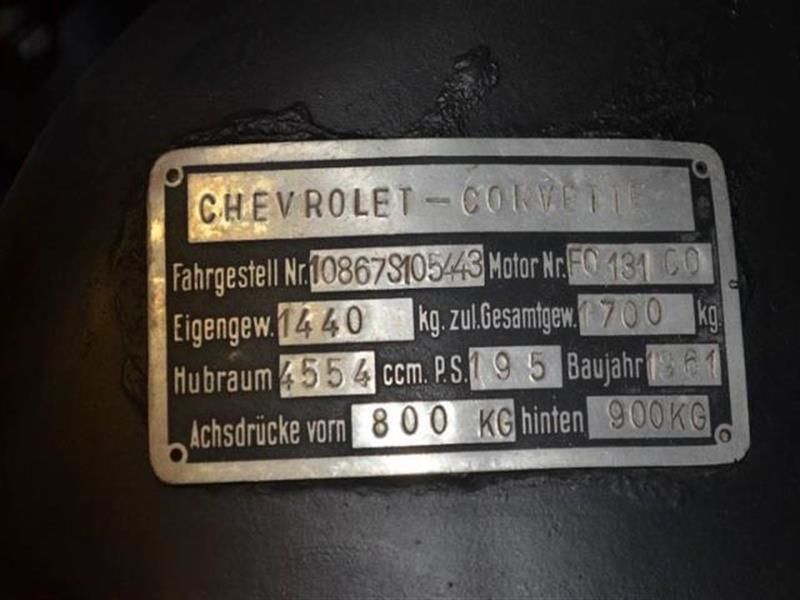 CHEVROLET - CORVETTE
Fahrgestell Nr. 10867S105443 Motor Nr. FO 131 CO
Eigengew. 1440 kg. zul. Gesamtgew. 1700 kg.
Hubraum 4554 ccm. P.S. 195 Baujahr 1961
Achsdrücke vorn 800 KG hinten 900KG